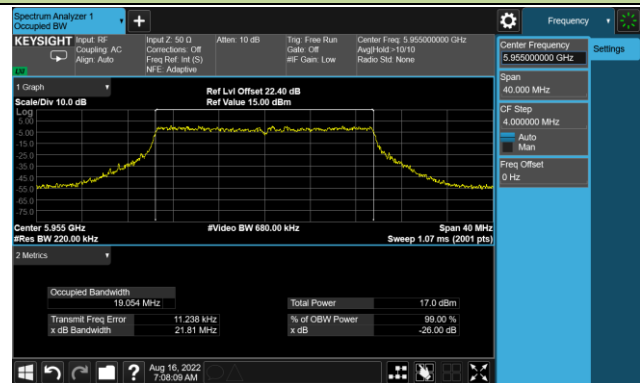 Spectrum Analyzer 1
Occupied BW
Frequency
KEYSIGHT
Input: RF
Coupling: AC
Align: Auto
Input Z: 50 Ω
Corrections: Off
Freq Ref: Int (S)
NFE: Adaptive
Atten: 10 dB
Trig: Free Run
Gate: Off
#IF Gain: Low
Center Freq: 5.955000000 GHz
Avg|Hold:>10/10
Radio Std: None
LW
Center Frequency
5.955000000 GHz
Settings
Span
40.000 MHz
CF Step
4.000000 MHz
Auto
Man
Freq Offset
0 Hz
1 Graph
Scale/Div 10.0 dB
Ref Lvl Offset 22.40 dB
Ref Value 15.00 dBm
Log
5.00
-5.00
-15.0
-25.0
-35.0
-45.0
-55.0
-65.0
-75.0
Center 5.955 GHz
#Video BW 680.00 kHz
Span 40 MHz
#Res BW 220.00 kHz
Sweep 1.07 ms (2001 pts)
2 Metrics
Occupied Bandwidth
19.054 MHz
Total Power 17.0 dBm
Transmit Freq Error 11.238 kHz
% of OBW Power 99.00 %
x dB Bandwidth 21.81 MHz
x dB -26.00 dB
?
Aug 16, 2022
7:08:09 AM